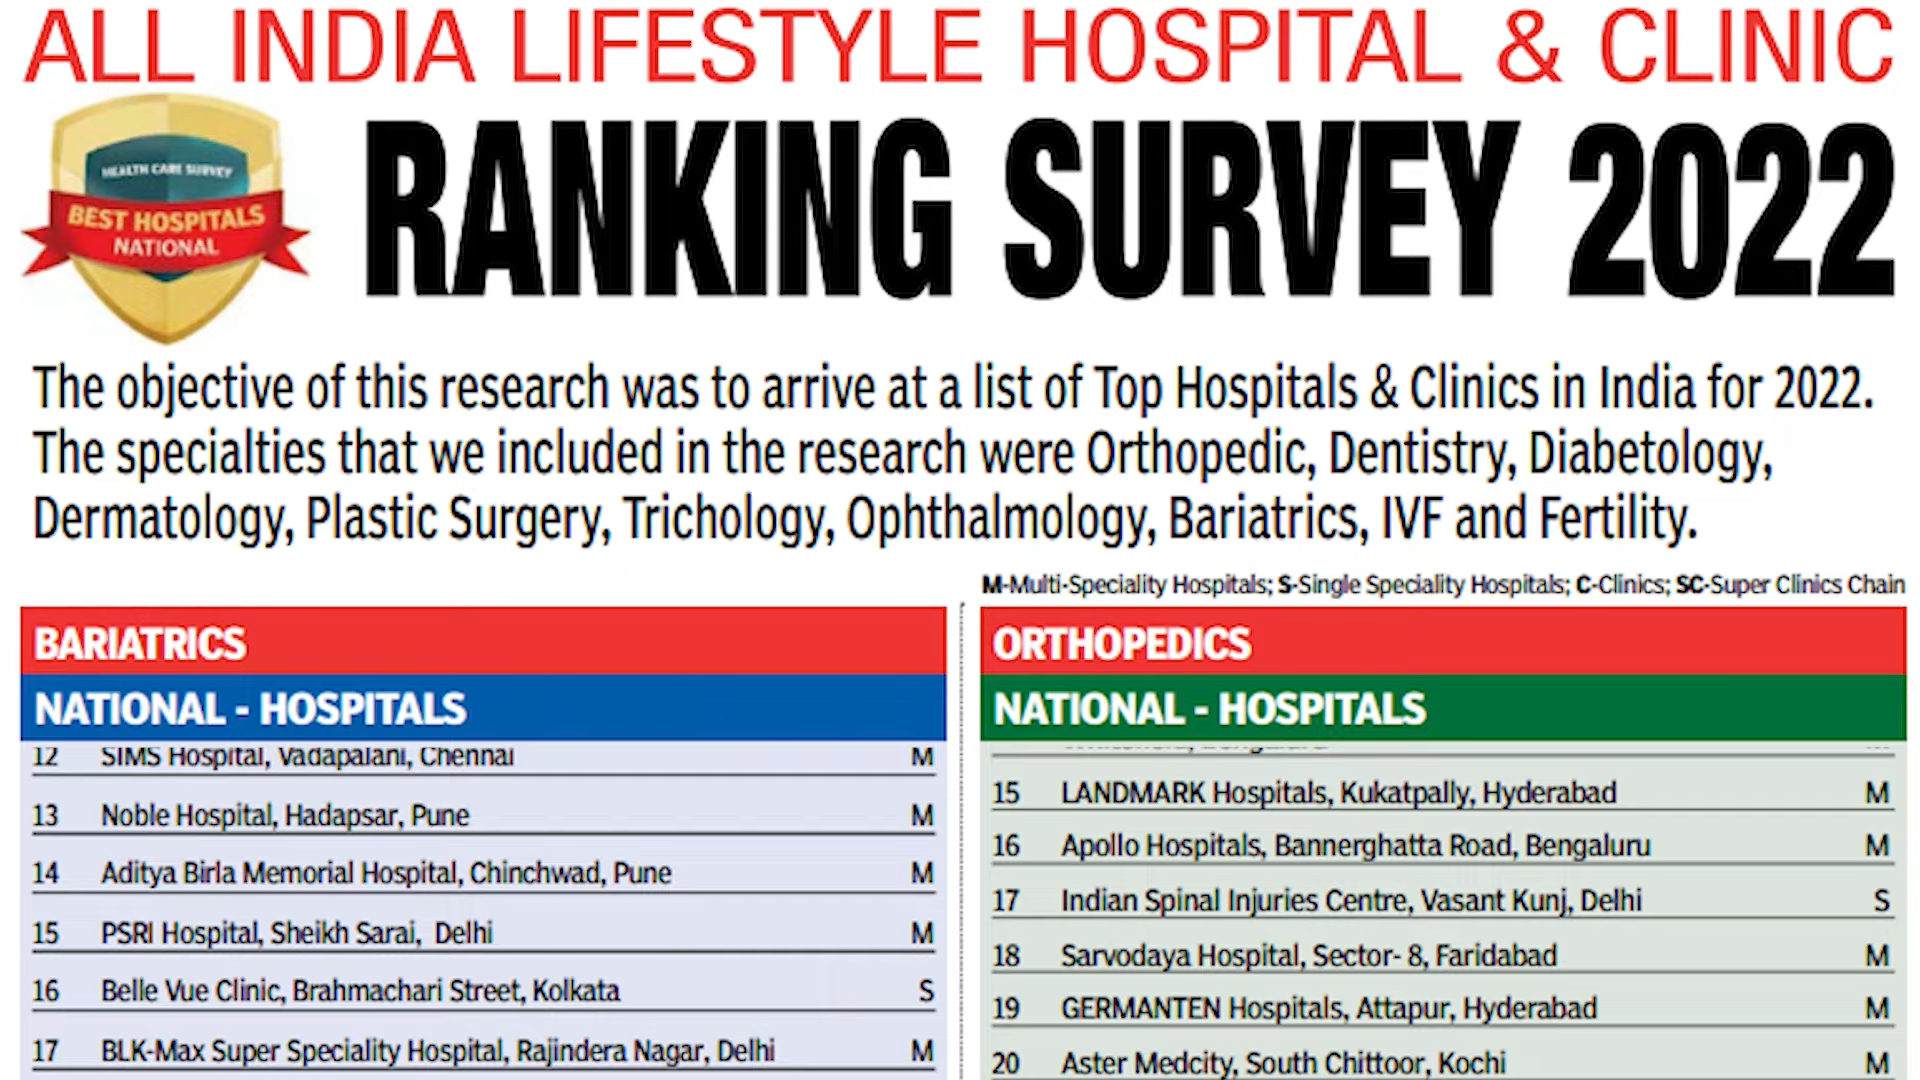 ALL INDIA LIFESTYLE HOSPITAL & CLINIC
HEALTH CARE SURVEY
BEST HOSPITALS
NATIONAL
RANKING SURVEY 2022
The objective of this research was to arrive at a list of Top Hospitals & Clinics in India for 2022.
The specialties that we included in the research were Orthopedic, Dentistry, Diabetology,
Dermatology, Plastic Surgery, Trichology, Ophthalmology, Bariatrics, IVF and Fertility.
M-Multi-Speciality Hospitals; S-Single Speciality Hospitals; C-Clinics; SC-Super Clinics Chain
BARIATRICS
NATIONAL - HOSPITALS
12 SIMS Hospital, Vadapalani, Chennai M
13 Noble Hospital, Hadapsar, Pune M
14 Aditya Birla Memorial Hospital, Chinchwad, Pune M
15 PSRI Hospital, Sheikh Sarai, Delhi M
16 Belle Vue Clinic, Brahmachari Street, Kolkata S
17 BLK-Max Super Speciality Hospital, Rajindera Nagar, Delhi M
ORTHOPEDICS
NATIONAL - HOSPITALS
15 LANDMARK Hospitals, Kukatpally, Hyderabad M
16 Apollo Hospitals, Bannerghatta Road, Bengaluru M
17 Indian Spinal Injuries Centre, Vasant Kunj, Delhi S
18 Sarvodaya Hospital, Sector- 8, Faridabad M
19 GERMANTEN Hospitals, Attapur, Hyderabad M
20 Aster Medcity, South Chittoor, Kochi M